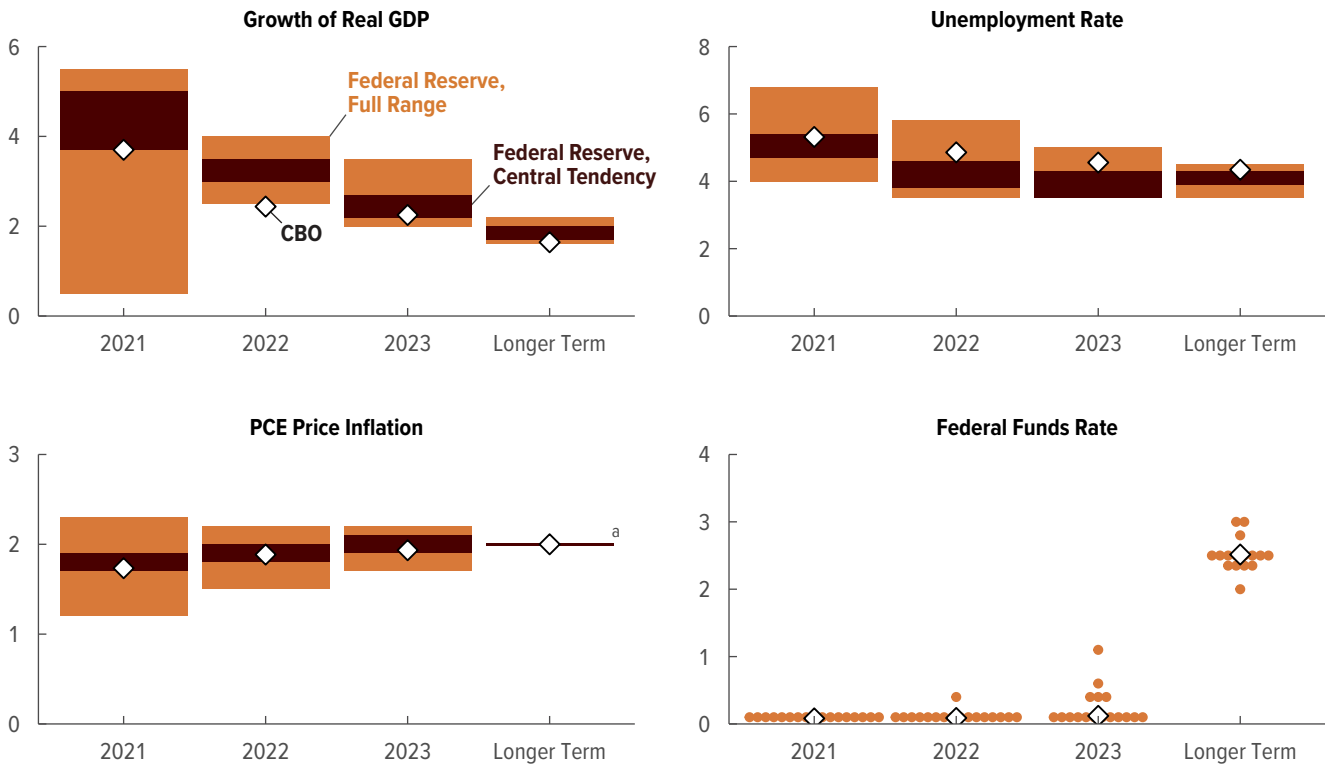 Growth of Real GDP
6
4
2
0
Federal Reserve,
Full Range
Federal Reserve,
Central Tendency
CBO
2021 2022 2023 Longer Term
Unemployment Rate
8
6
4
2
0
2021 2022 2023 Longer Term
PCE Price Inflation
3
2
1
0
a
2021 2022 2023 Longer Term
Federal Funds Rate
4
3
2
1
0
2021 2022 2023 Longer Term